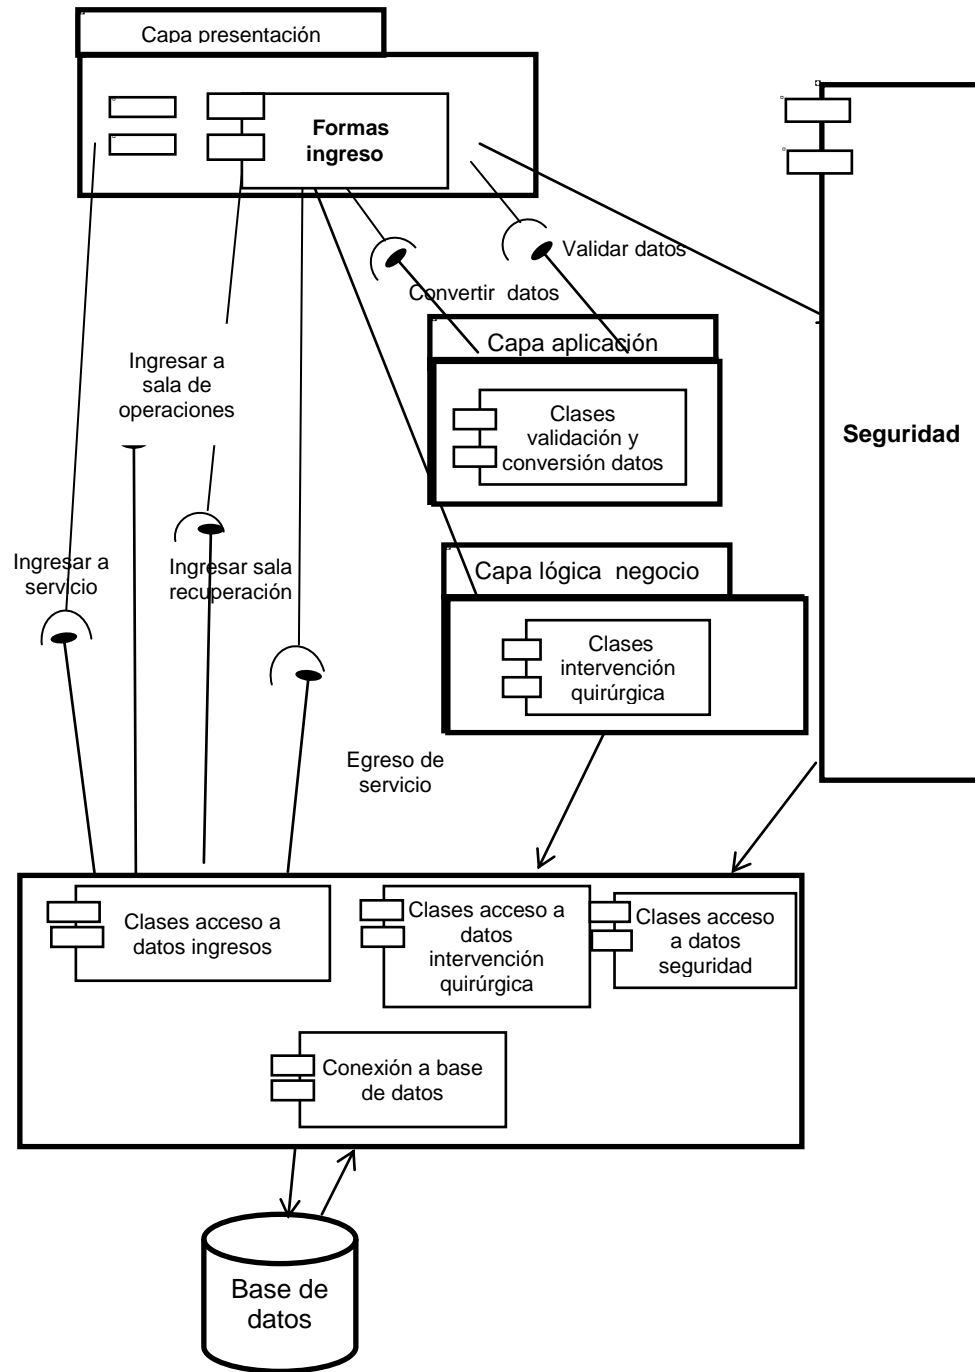 Capa presentación
Formas
ingreso
Validar datos
Convertir  datos
Capa aplicación
Ingresar a
sala de
operaciones
Clases
validación y
conversión datos
Seguridad
Ingresar a
servicio
Ingresar sala
recuperación
Capa lógica  negocio
Clases
intervención
quirúrgica
Egreso de
servicio
Clases acceso a
datos ingresos
Clases acceso a
datos
intervención
quirúrgica
Clases acceso
a datos
seguridad
Conexión a base
de datos
Base de
datos